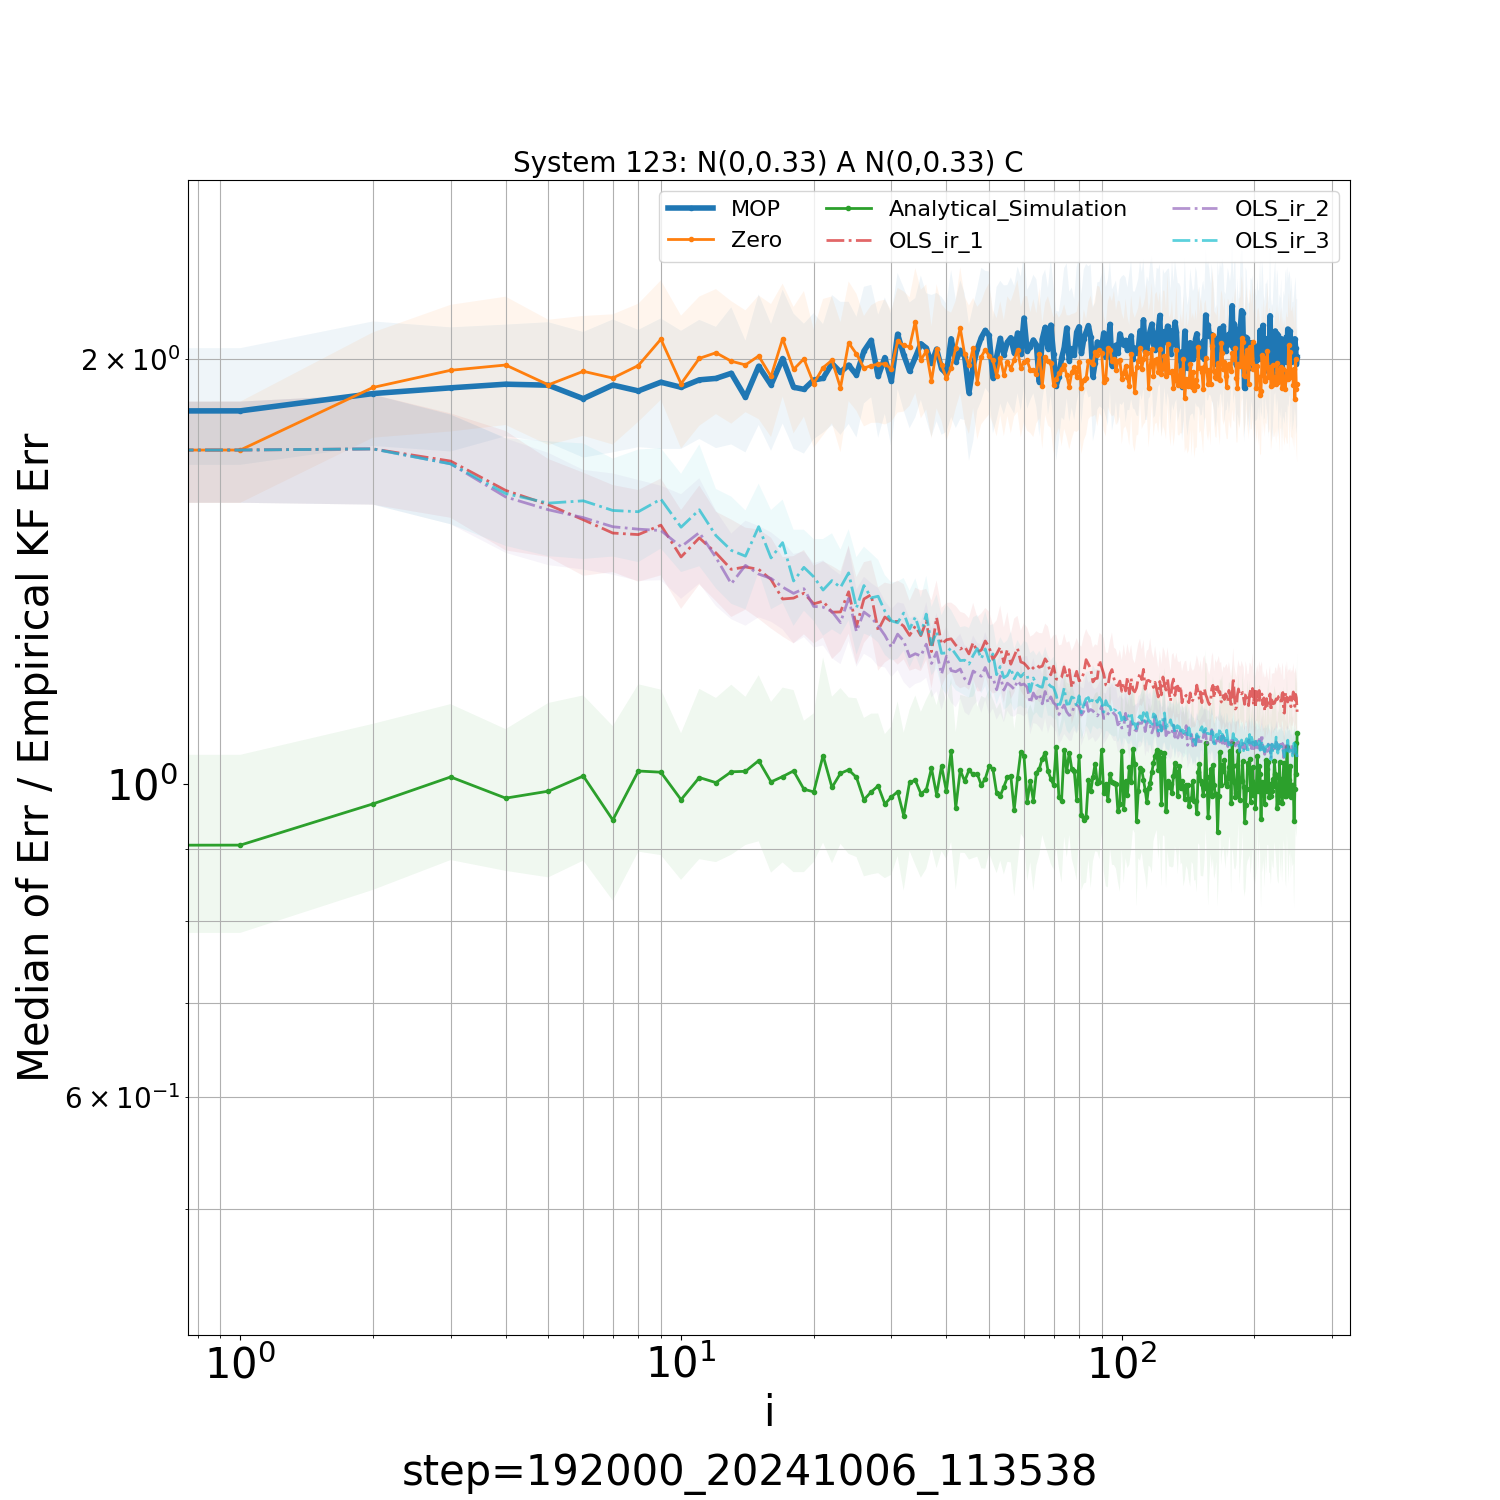 System 123: N(0,0.33) A N(0,0.33) C
MOP
Zero
Analytical_Simulation
OLS_ir_1
OLS_ir_2
OLS_ir_3
Median of Err / Empirical KF Err
2 × 10⁰
10⁰
6 × 10⁻¹
10⁰
10¹
10²
i
step=192000_20241006_113538